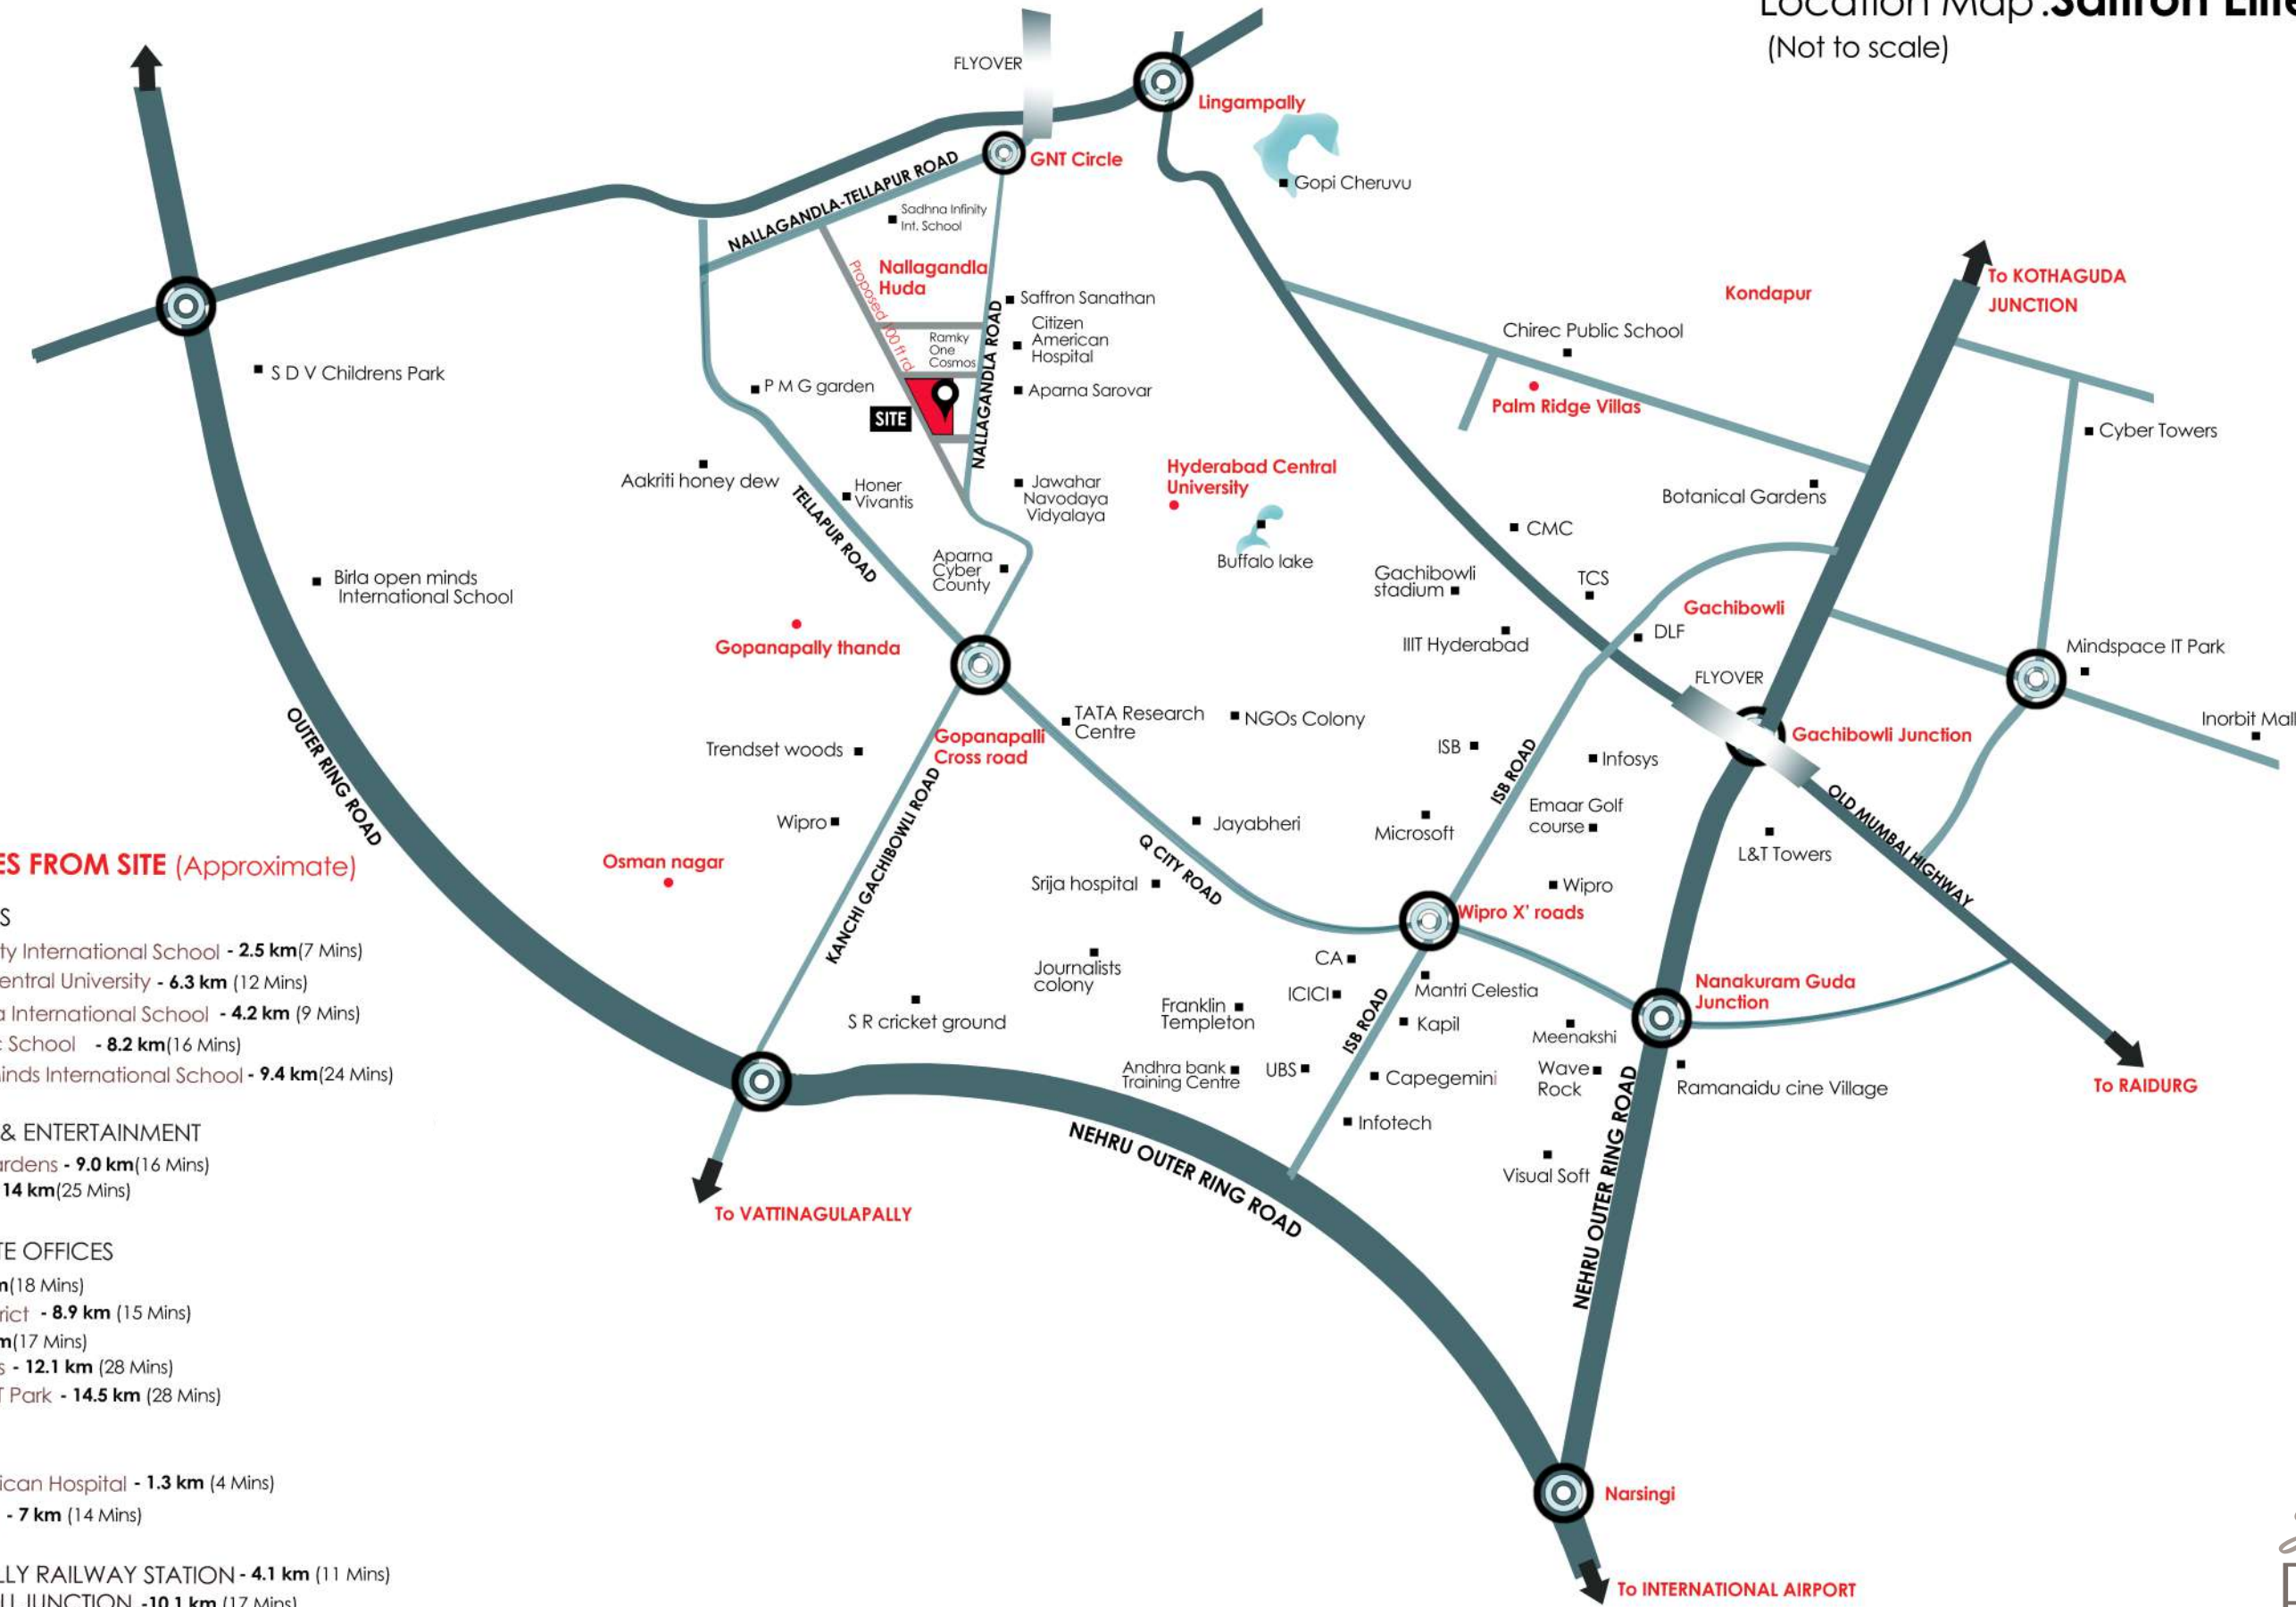 Location Map :Saffron Elite
(Not to scale)
FLYOVER
Lingampally
GNT Circle
Gopi Cheruvu
NALLAGANDLA-TELLAPUR ROAD
Sadhna Infinity
Int. School
Nallagandla
Huda
Proposed 100 ft rd
Saffron Sanathan
Citizen
American
Hospital
Ramky
One
Cosmos
NALLAGANDLA ROAD
Aparna Sarovar
SITE
P M G garden
S D V Childrens Park
Aakriti honey dew
Honer
Vivantis
TELLAPUR ROAD
Jawahar
Navodaya
Vidyalaya
Aparna
Cyber
County
Hyderabad Central
University
Buffalo lake
Kondapur
To KOTHAGUDA
JUNCTION
Chirec Public School
Palm Ridge Villas
Cyber Towers
Botanical Gardens
CMC
Gachibowli
stadium
TCS
Gachibowli
DLF
IIIT Hyderabad
Mindspace IT Park
FLYOVER
Inorbit Mall
Gachibowli Junction
Birla open minds
International School
Gopanapally thanda
OUTER RING ROAD
Trendset woods
Gopanapalli
Cross road
TATA Research
Centre
NGOs Colony
ISB
ISB ROAD
Infosys
Wipro
Jayabheri
Microsoft
Emaar Golf
course
OLD MUMBAI HIGHWAY
L&T Towers
Osman nagar
KANCHI GACHIBOWLI ROAD
Q CITY ROAD
Srija hospital
Wipro
Wipro X' roads
Journalists
colony
CA
ICICI
Mantri Celestia
Nanakuram Guda
Junction
S R cricket ground
Franklin
Templeton
ISB ROAD
Kapil
Meenakshi
Andhra bank
Training Centre
UBS
Capegemini
Wave
Rock
Ramanaidu cine Village
To RAIDURG
Infotech
Visual Soft
NEHRU OUTER RING ROAD
NEHRU OUTER RING ROAD
To VATTINAGULAPALLY
Narsingi
To INTERNATIONAL AIRPORT
ES FROM SITE (Approximate)
S
ty International School - 2.5 km(7 Mins)
entral University - 6.3 km (12 Mins)
a International School - 4.2 km (9 Mins)
c School - 8.2 km(16 Mins)
inds International School - 9.4 km(24 Mins)
& ENTERTAINMENT
ardens - 9.0 km(16 Mins)
14 km(25 Mins)
TE OFFICES
m(18 Mins)
rict - 8.9 km (15 Mins)
m(17 Mins)
s - 12.1 km (28 Mins)
T Park - 14.5 km (28 Mins)
ican Hospital - 1.3 km (4 Mins)
- 7 km (14 Mins)
LLY RAILWAY STATION - 4.1 km (11 Mins)
LI JUNCTION -10.1 km (17 Mins)